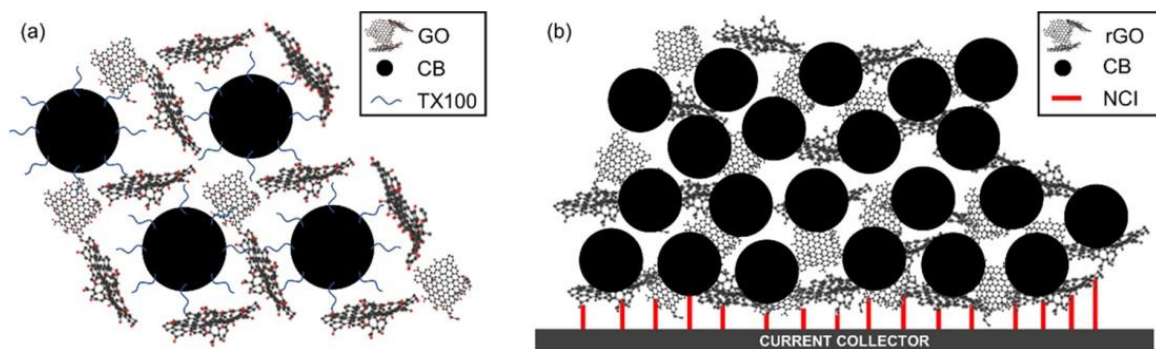 (a)
GO
CB
TX100
(b)
rGO
CB
NCI
CURRENT COLLECTOR